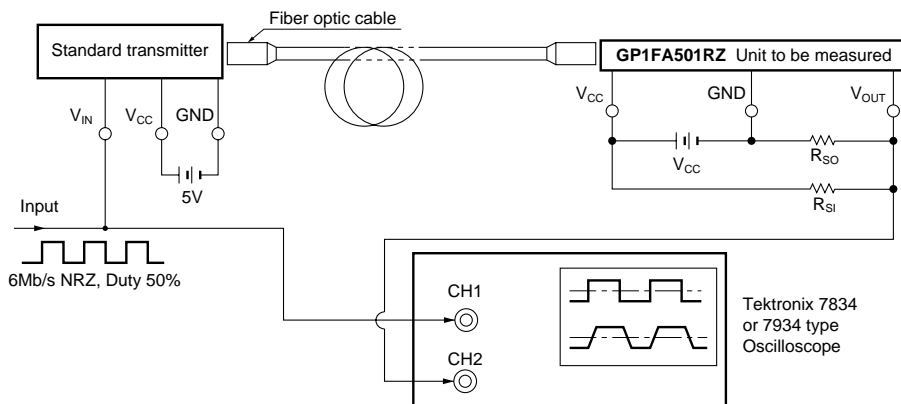 Fiber optic cable
Standard transmitter
GP1FA501RZ Unit to be measured
VIN
VCC
GND
5V
VCC
GND
VOUT
VCC
RSO
RSI
Input
6Mb/s NRZ, Duty 50%
CH1
CH2
Tektronix 7834
or 7934 type
Oscilloscope